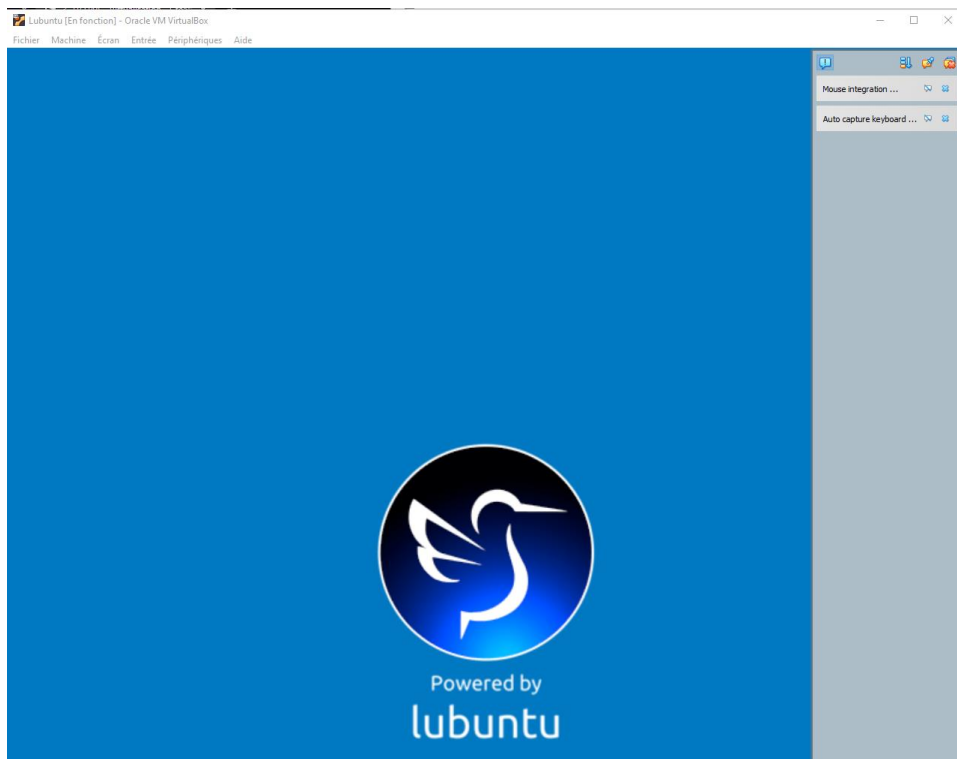 Lubuntu [En fonction] - Oracle VM VirtualBox
Fichier Machine Écran Entrée Périphériques Aide
Mouse integration ...
Auto capture keyboard ...
Powered by
lubuntu